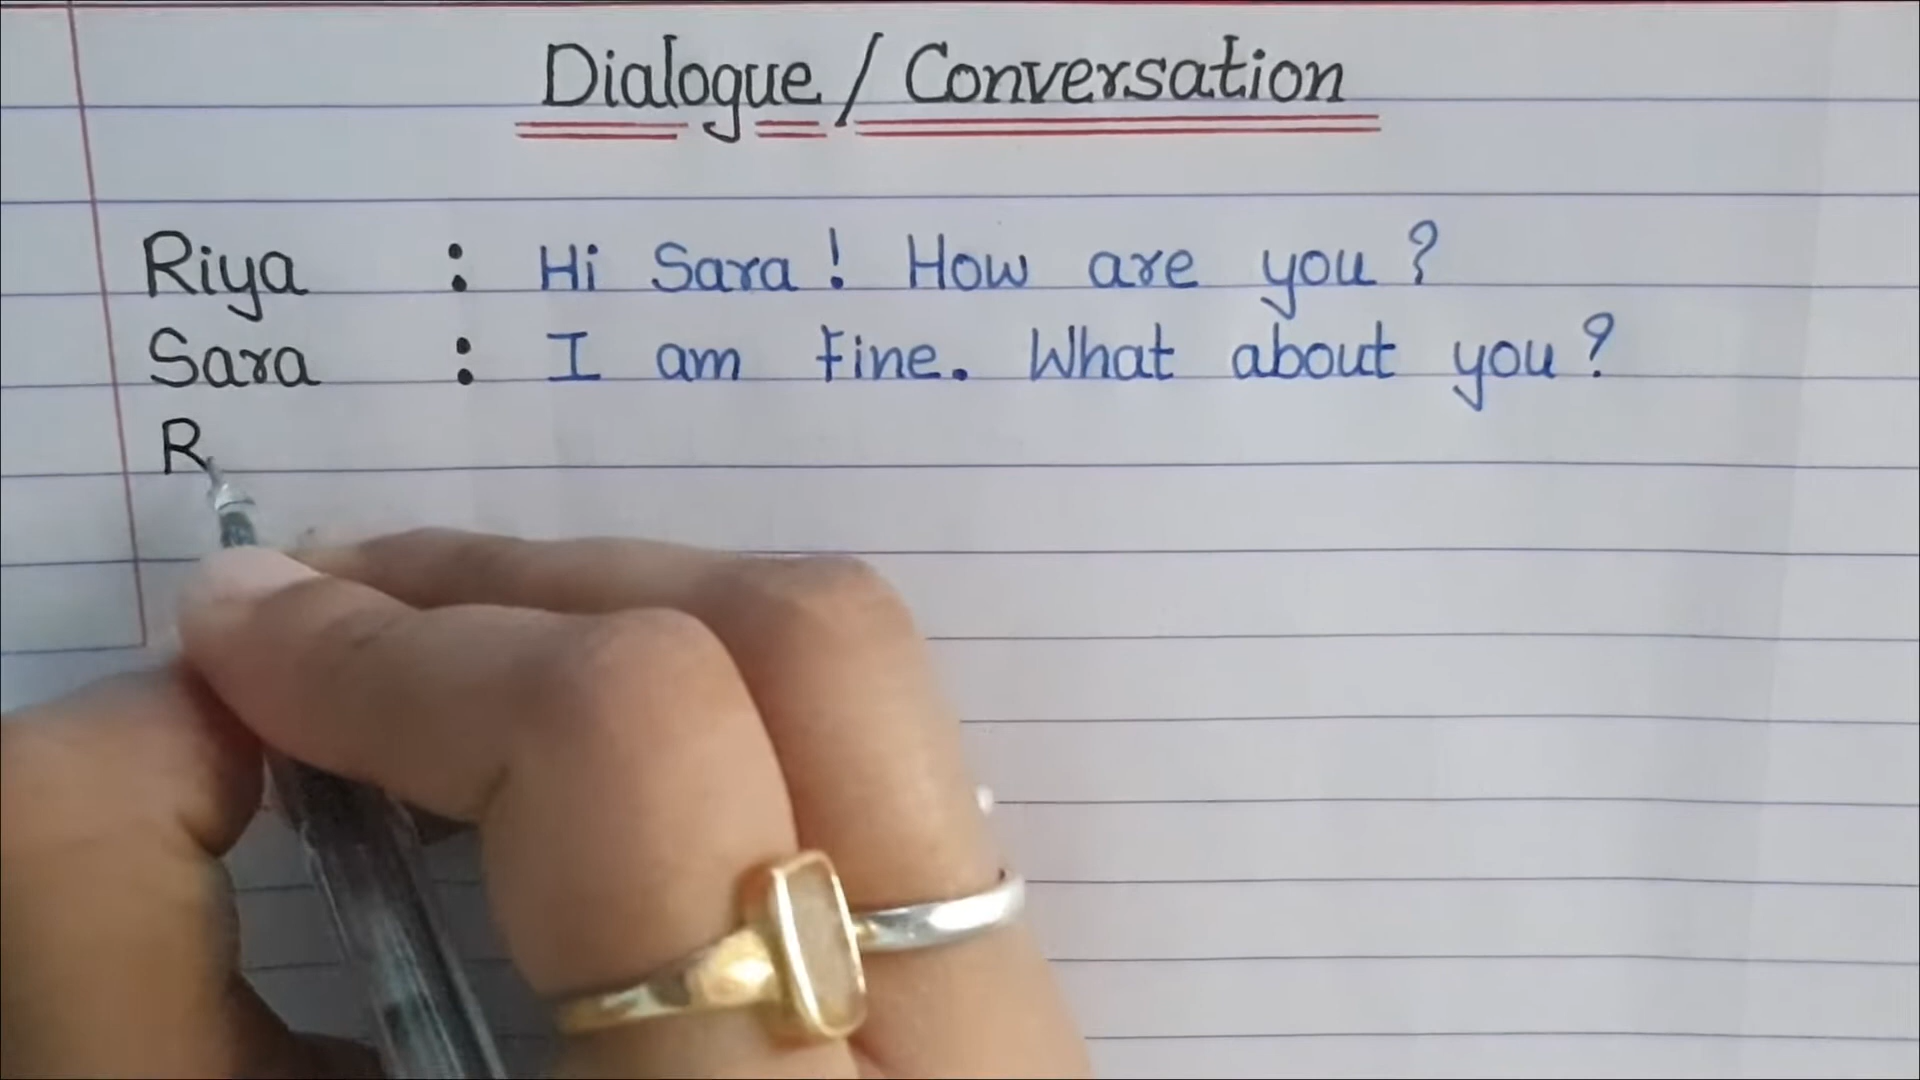 Dialogue / Conversation
Riya : Hi Sara! How are you?
Sara : I am fine. What about you?
R